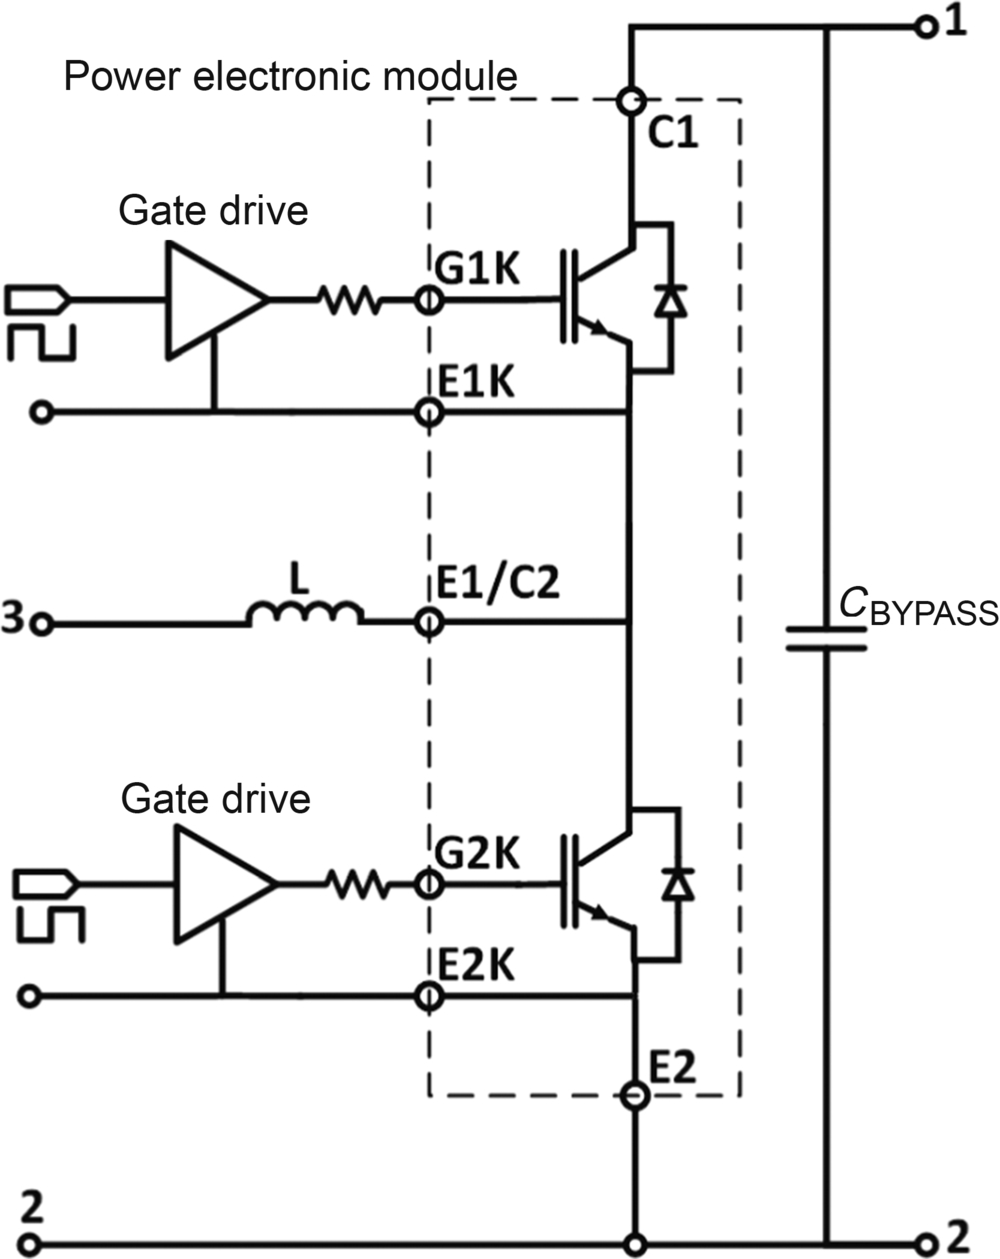 1
Power electronic module
C1
Gate drive
G1K
E1K
L
E1/C2
3
CBYPASS
Gate drive
G2K
E2K
E2
2
2